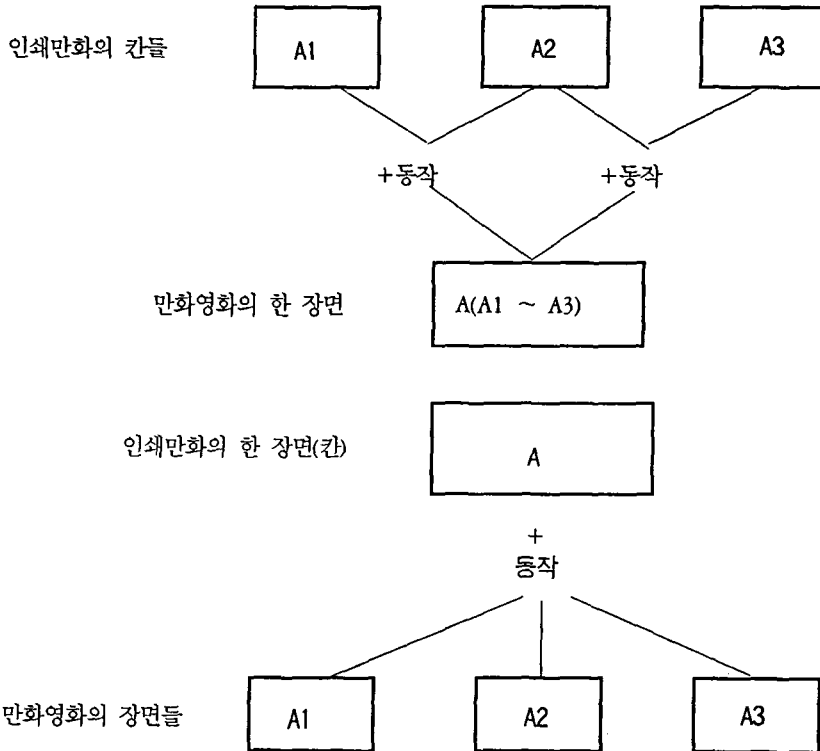 인쇄만화의 칸들 A1 A2 A3
+동작 +동작
만화영화의 한 장면 A(A1 ~ A3)
인쇄만화의 한 장면(칸) A
+
동작
만화영화의 장면들 A1 A2 A3